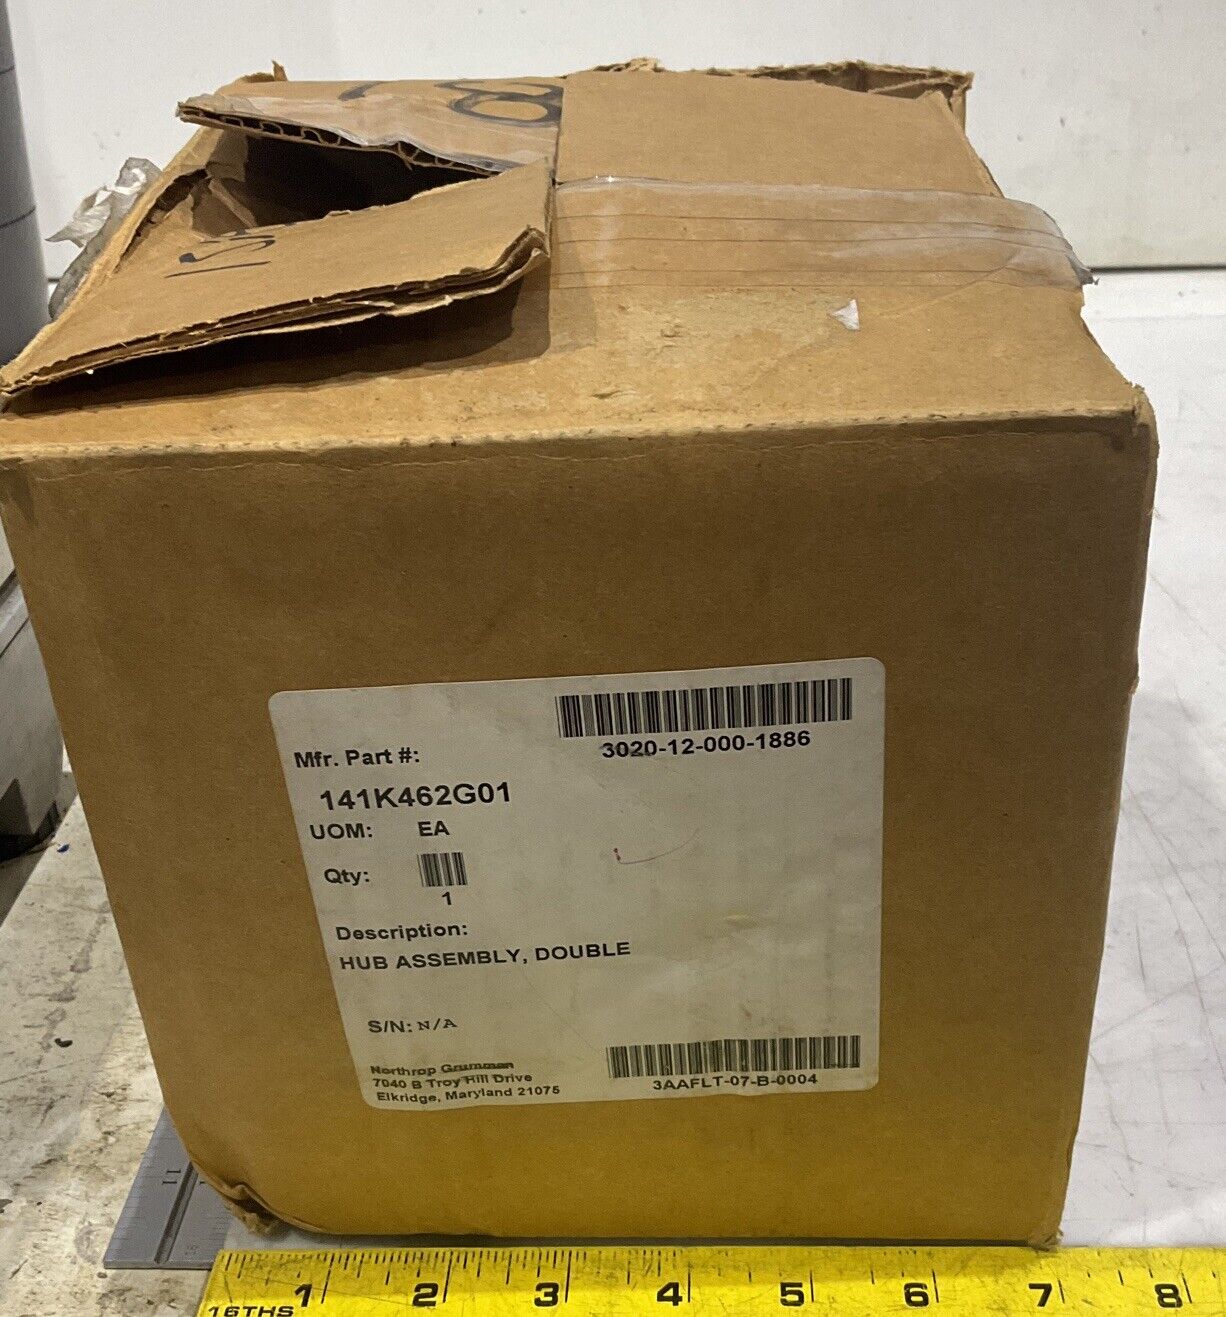 3020-12-000-1886
Mfr. Part #:
141K462G01
UOM: EA
Qty:
1
Description:
HUB ASSEMBLY, DOUBLE
S/N: N/A
Northrop Grumman
7040 B Troy Hill Drive
Elkridge, Maryland 21075
3AAFLT-07-B-0004
11
1 2 3 4 5 6 7 8
16THS